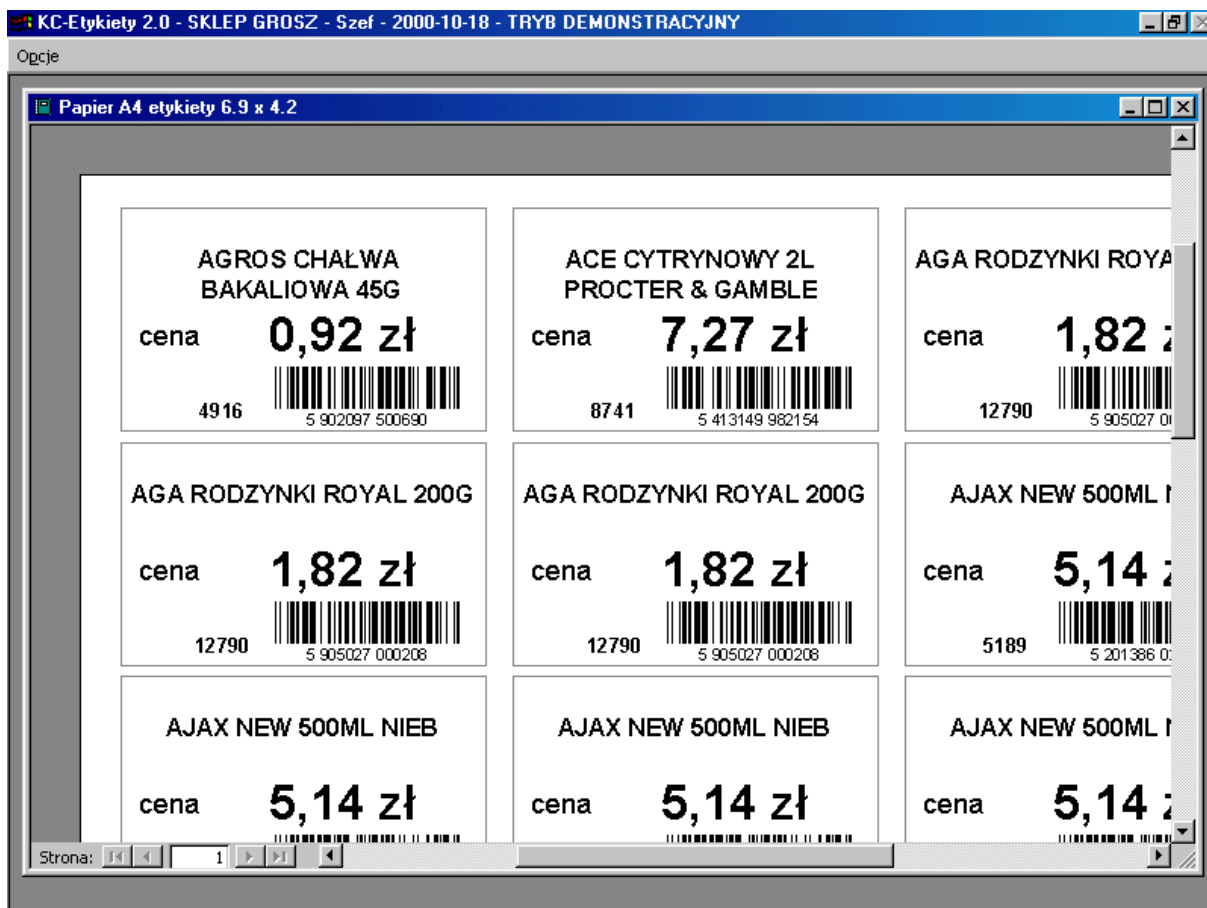 KC-Etykiety 2.0 - SKLEP GROSZ - Szef - 2000-10-18 - TRYB DEMONSTRACYJNY
Opcje
Papier A4 etykiety 6.9 x 4.2
AGROS CHAŁWA
BAKALIOWA 45G
cena 0,92 zł
4916
5 902097 500690
ACE CYTRYNOWY 2L
PROCTER & GAMBLE
cena 7,27 zł
8741
5 413149 982154
AGA RODZYNKI
cena 1,82
12790
5 905027
AGA RODZYNKI ROYAL 200G
cena 1,82 zł
12790
5 905027 000208
AGA RODZYNKI ROYAL 200G
cena 1,82 zł
12790
5 905027 000208
AJAX NEW 500ML
cena 5,14
5189
5 201386
AJAX NEW 500ML NIEB
cena 5,14 zł
AJAX NEW 500ML NIEB
cena 5,14 zł
AJAX NEW 500ML
cena 5,14
Strona: 1